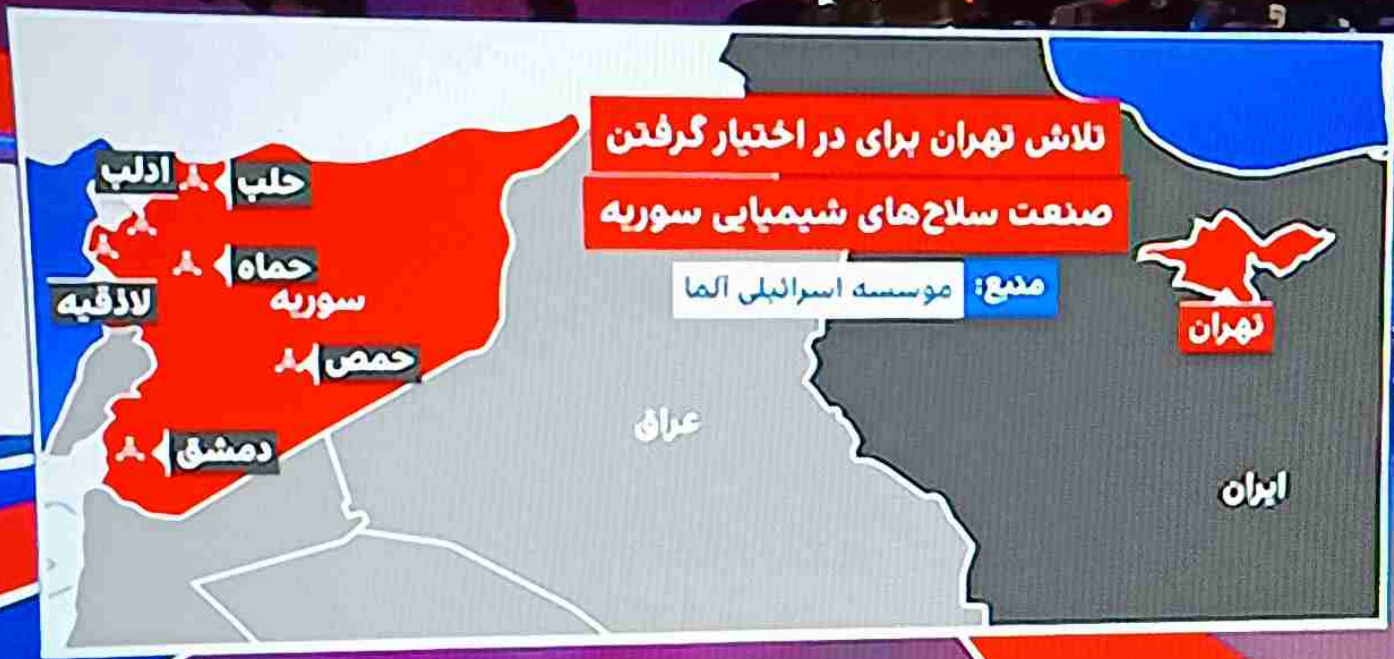 تلاش تهران برای در اختیار گرفتن
صنعت سلاح‌های شیمیایی سوریه
منبع: موسسه اسرائیلی آلما
ادلب
حلب
حماه
لاذقیه
سوریه
حمص
دمشق
عراق
تهران
ایران